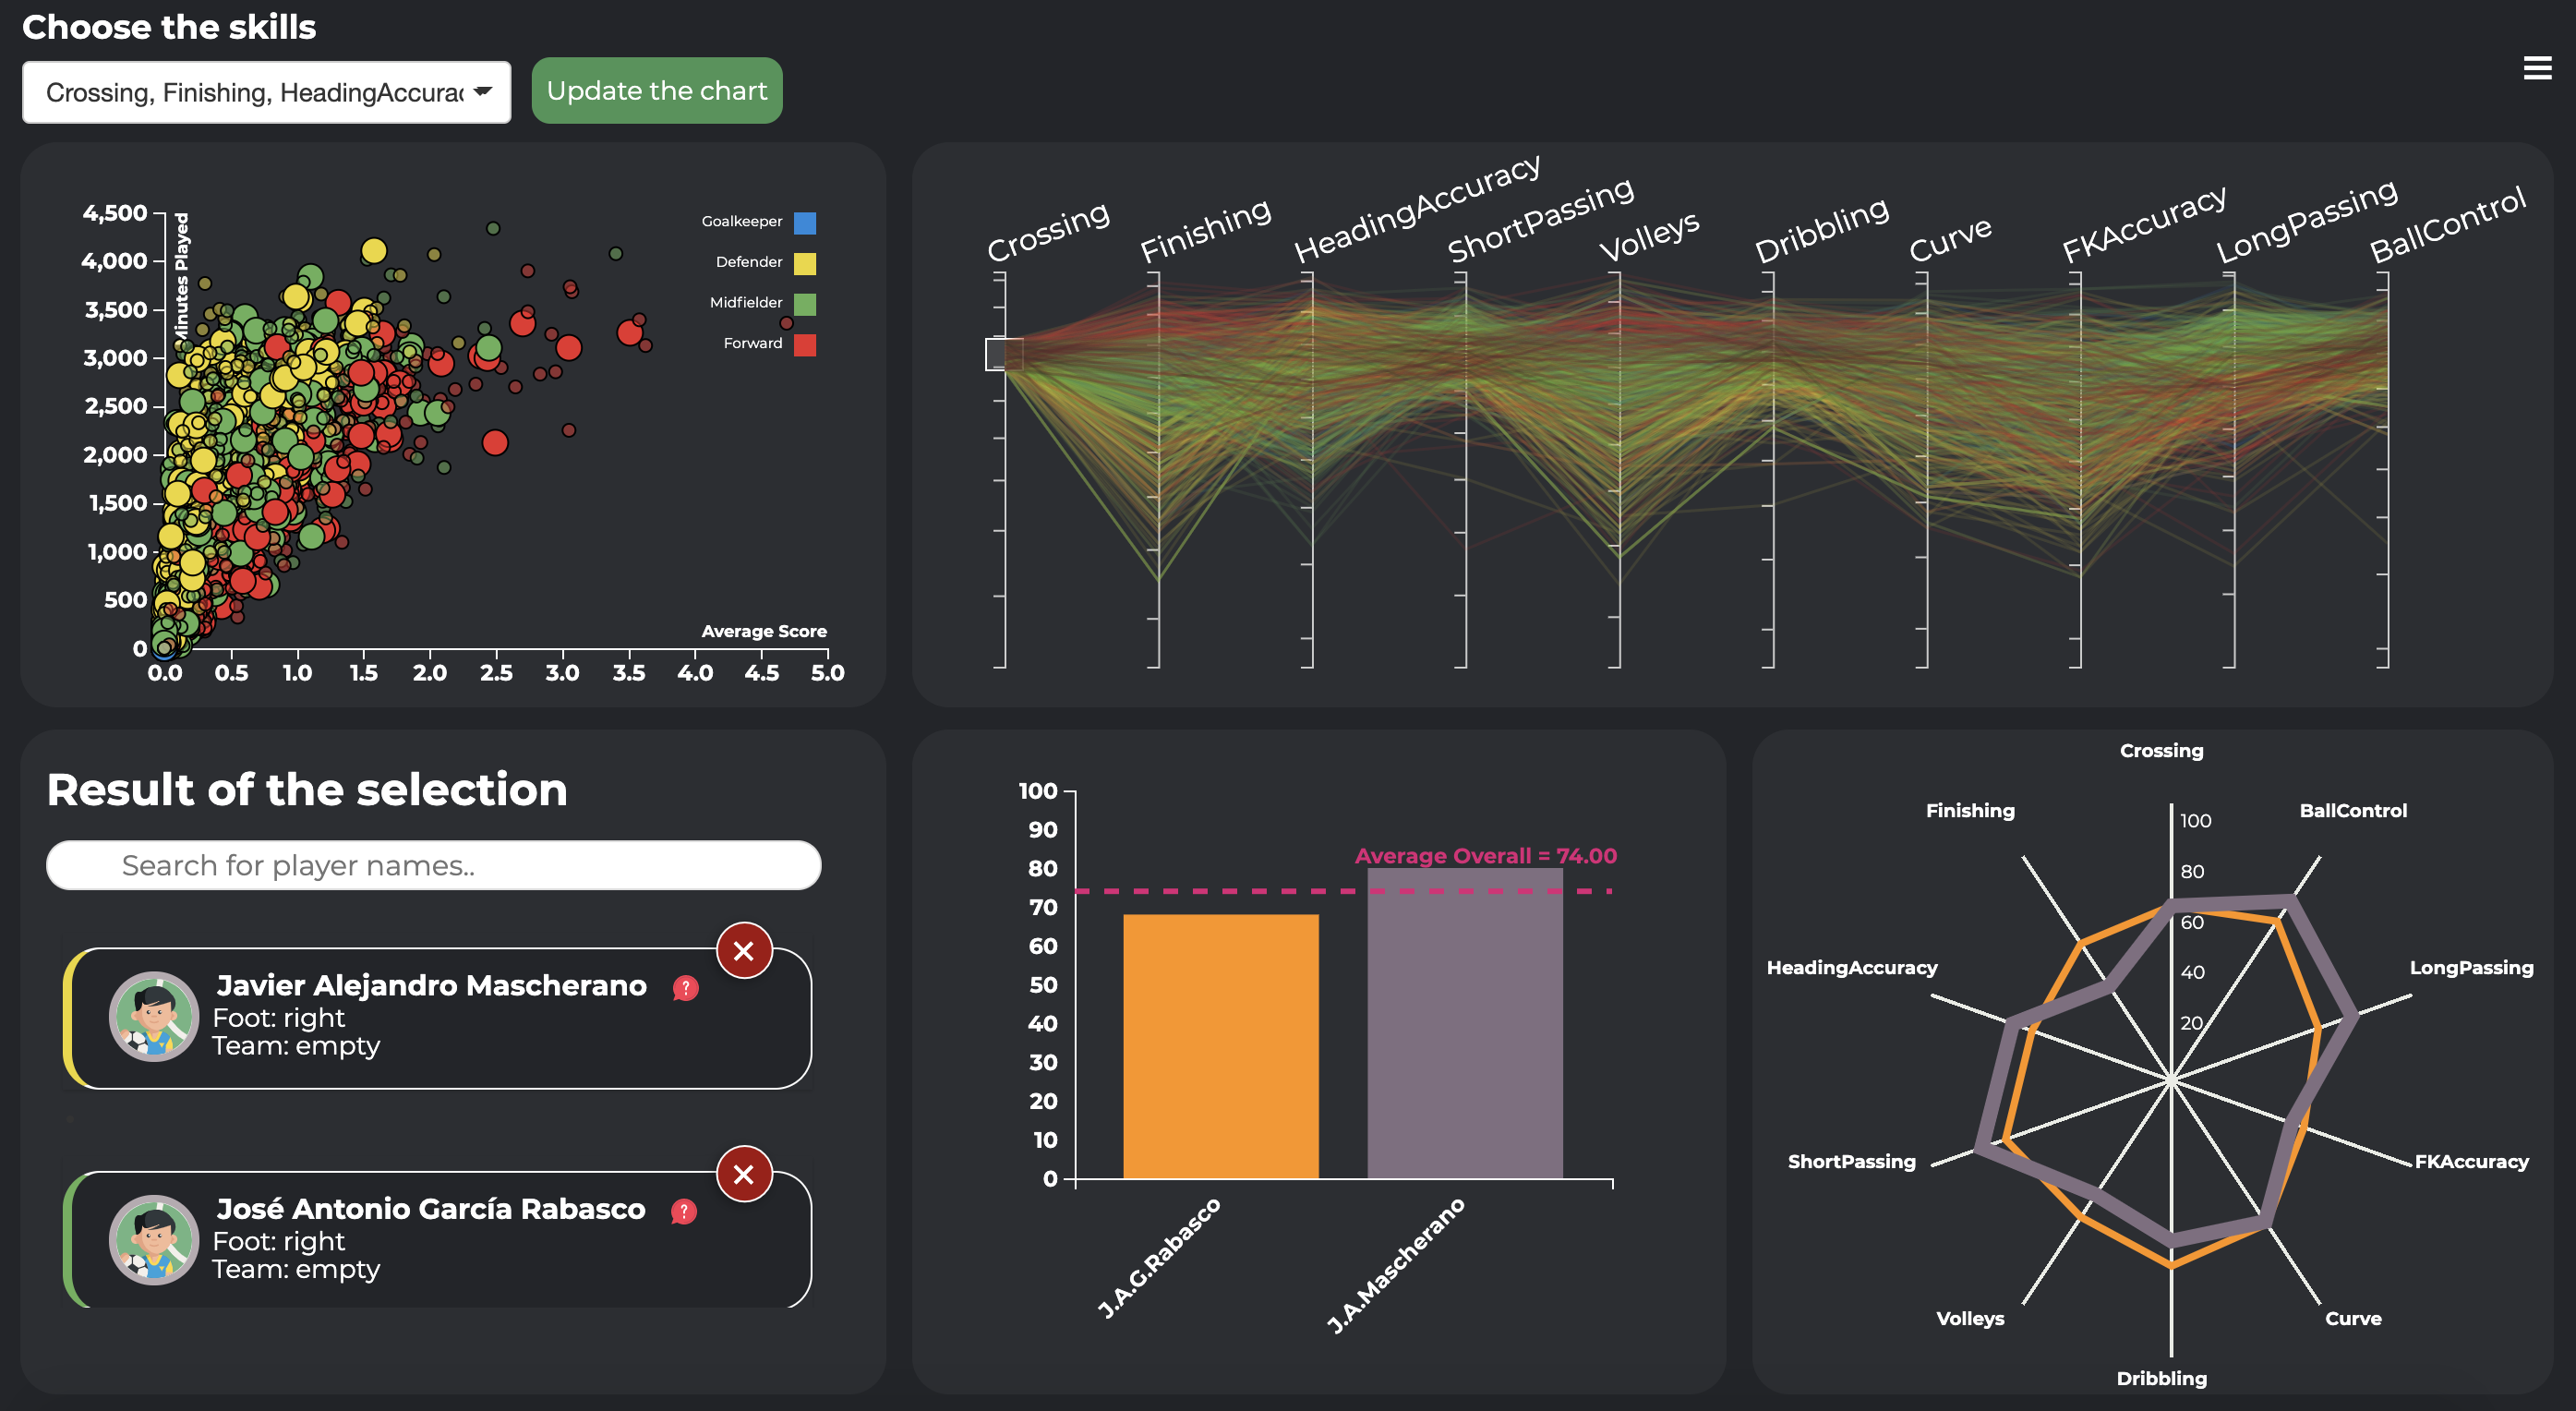 Choose the skills
Crossing, Finishing, HeadingAccurac
Update the chart
4,500
4,000
3,500
3,000
2,500
2,000
1,500
1,000
500
0
Minutes Played
0.0 0.5 1.0 1.5 2.0 2.5 3.0 3.5 4.0 4.5 5.0
Average Score
Goalkeeper
Defender
Midfielder
Forward
Crossing
Finishing
HeadingAccuracy
ShortPassing
Volleys
Dribbling
Curve
FKAccuracy
LongPassing
BallControl
Result of the selection
Search for player names..
Javier Alejandro Mascherano ?
Foot: right
Team: empty
José Antonio García Rabasco ?
Foot: right
Team: empty
100
90
80
70
60
50
40
30
20
10
0
Average Overall = 74.00
J.A.G.Rabasco
J.A.Mascherano
Crossing
Finishing
BallControl
HeadingAccuracy
LongPassing
ShortPassing
FKAccuracy
Volleys
Curve
Dribbling
100
80
60
40
20